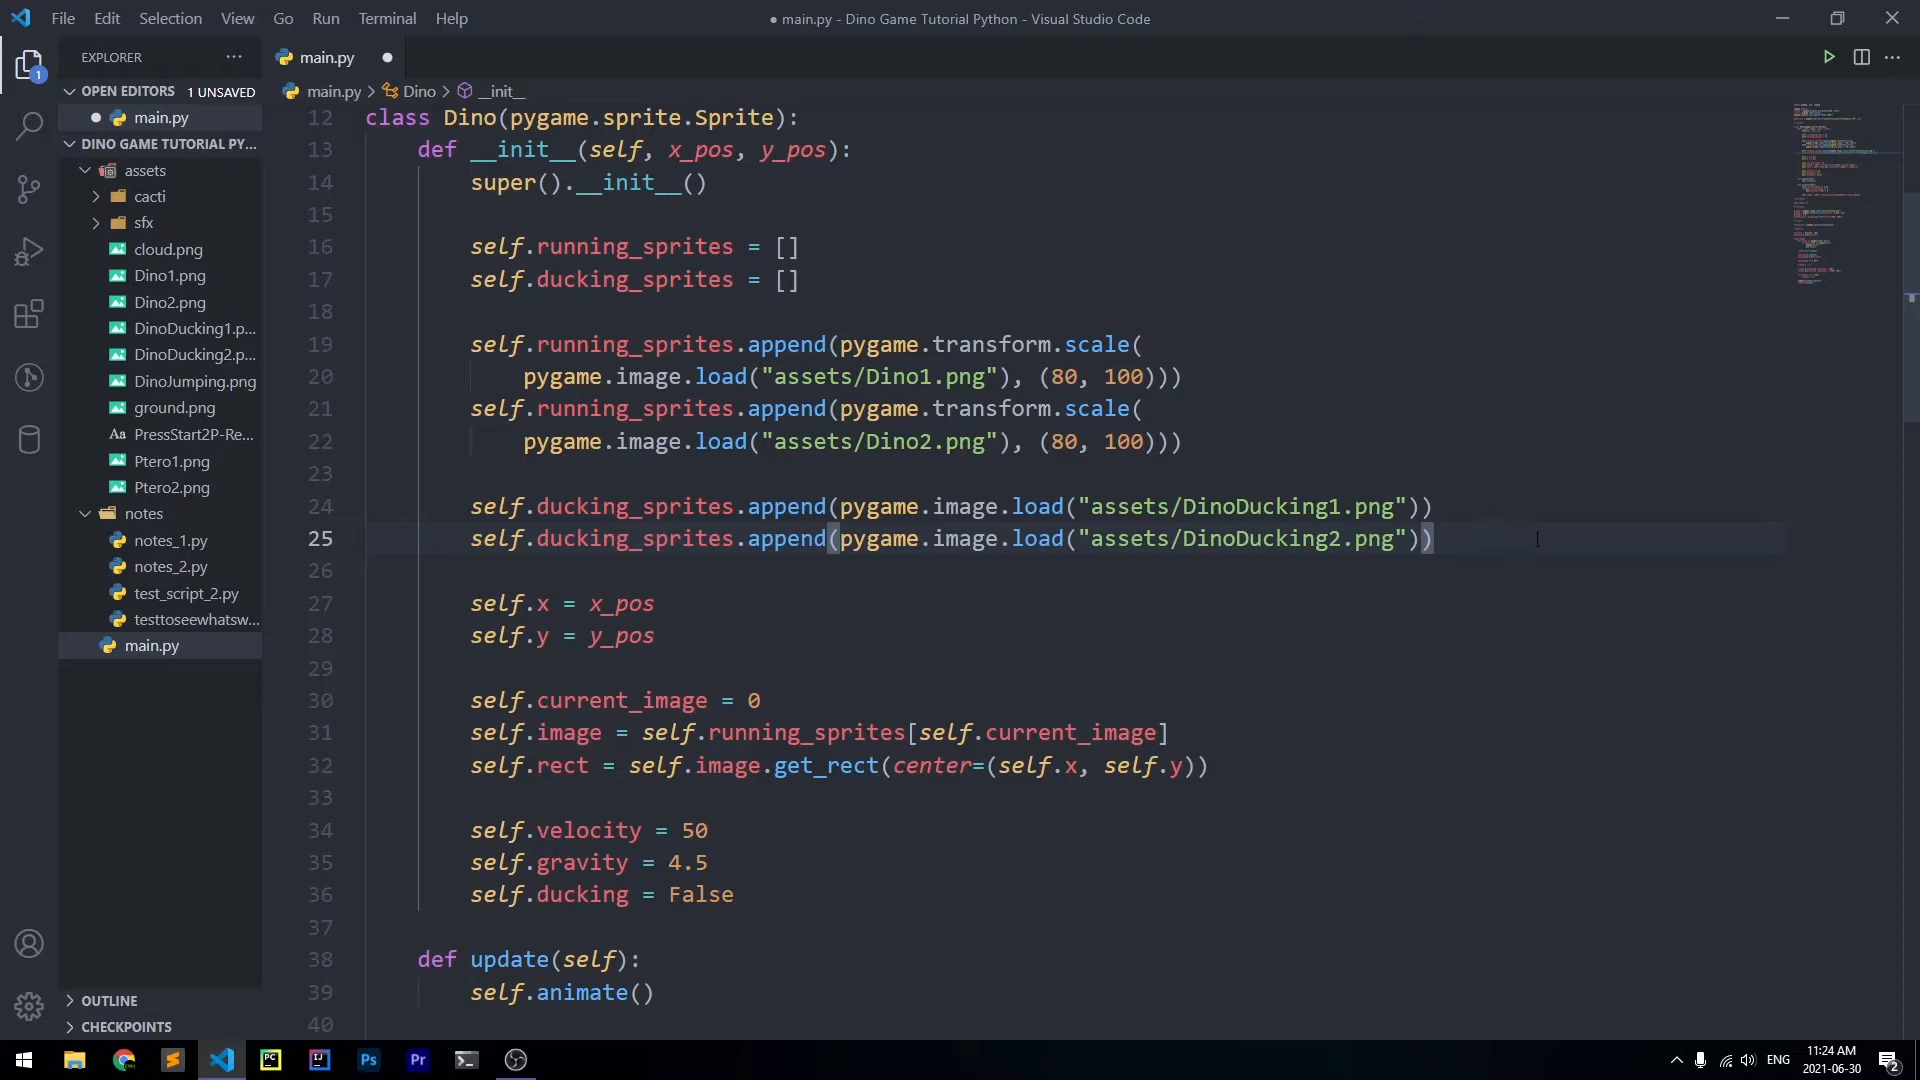 File Edit Selection View Go Run Terminal Help
● main.py - Dino Game Tutorial Python - Visual Studio Code
EXPLORER
main.py
OPEN EDITORS 1 UNSAVED
main.py
DINO GAME TUTORIAL PY...
assets
cacti
sfx
cloud.png
Dino1.png
Dino2.png
DinoDucking1.p...
DinoDucking2.p...
DinoJumping.png
ground.png
Aa PressStart2P-Re...
Ptero1.png
Ptero2.png
notes
notes_1.py
notes_2.py
test_script_2.py
testtoseewhatsw...
main.py
OUTLINE
CHECKPOINTS
main.py > Dino > __init__
12 class Dino(pygame.sprite.Sprite):
13 def __init__(self, x_pos, y_pos):
14 super().__init__()
15
16 self.running_sprites = []
17 self.ducking_sprites = []
18
19 self.running_sprites.append(pygame.transform.scale(
20 pygame.image.load("assets/Dino1.png"), (80, 100)))
21 self.running_sprites.append(pygame.transform.scale(
22 pygame.image.load("assets/Dino2.png"), (80, 100)))
23
24 self.ducking_sprites.append(pygame.image.load("assets/DinoDucking1.png"))
25 self.ducking_sprites.append(pygame.image.load("assets/DinoDucking2.png"))
26
27 self.x = x_pos
28 self.y = y_pos
29
30 self.current_image = 0
31 self.image = self.running_sprites[self.current_image]
32 self.rect = self.image.get_rect(center=(self.x, self.y))
33
34 self.velocity = 50
35 self.gravity = 4.5
36 self.ducking = False
37
38 def update(self):
39 self.animate()
40
1
PC
IJ
Ps
Pr
ENG
11:24 AM
2021-06-30
2